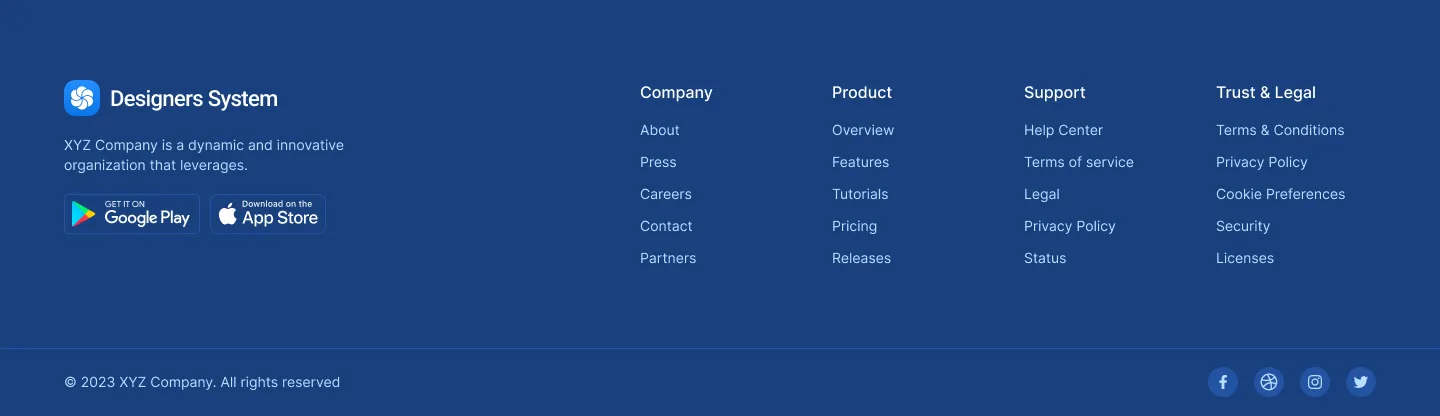 Designers System
XYZ Company is a dynamic and innovative
organization that leverages.
GET IT ON
Google Play
Download on the
App Store
Company
About
Press
Careers
Contact
Partners
Product
Overview
Features
Tutorials
Pricing
Releases
Support
Help Center
Terms of service
Legal
Privacy Policy
Status
Trust & Legal
Terms & Conditions
Privacy Policy
Cookie Preferences
Security
Licenses
© 2023 XYZ Company. All rights reserved